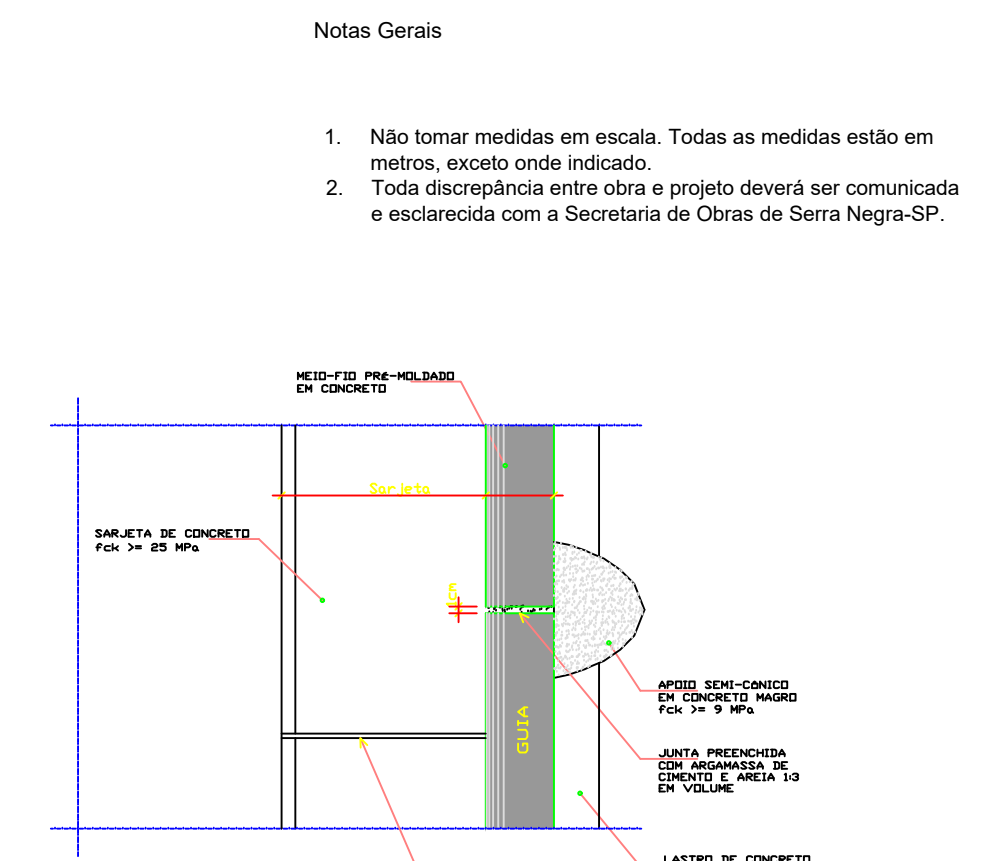 Notas Gerais
1. Não tomar medidas em escala. Todas as medidas estão em
metros, exceto onde indicado.
2. Toda discrepância entre obra e projeto deverá ser comunicada
e esclarecida com a Secretaria de Obras de Serra Negra-SP.
MEIO-FIO PRÉ-MOLDADO
EM CONCRETO
Sarjeta
SARJETA DE CONCRETO
fck >= 25 MPa
GUIA
APOIO SEMI-CÔNICO
EM CONCRETO MAGRO
fck >= 9 MPa
JUNTA PREENCHIDA
COM ARGAMASSA DE
CIMENTO E AREIA 1:3
EM VOLUME
LASTRO DE CONCRETO